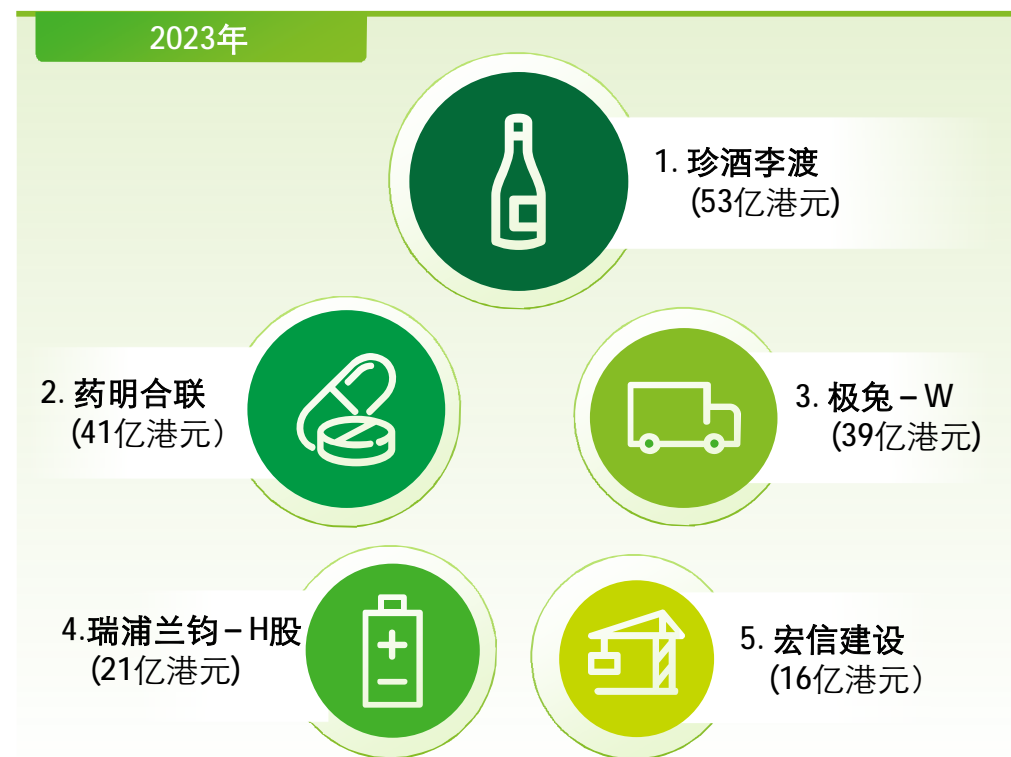 2023年
1. 珍酒李渡
(53亿港元)
2. 药明合联
(41亿港元）
3. 极兔 – W
(39亿港元)
4.瑞浦兰钧 – H股
(21亿港元)
5. 宏信建设
(16亿港元）